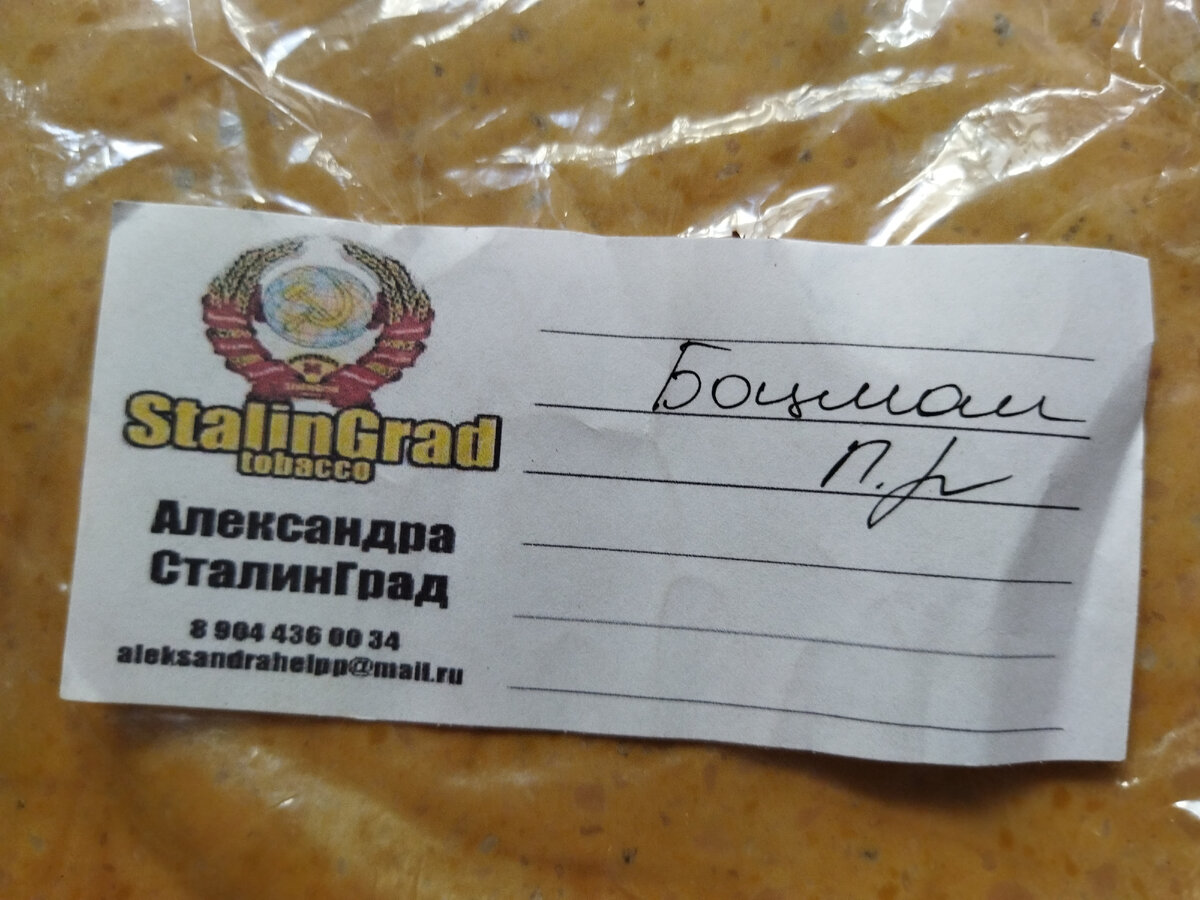 StalinGrad
tobacco
Александра
СталинГрад
8 904 436 00 34
aleksandrahelpp@mail.ru
Боцман
п.р